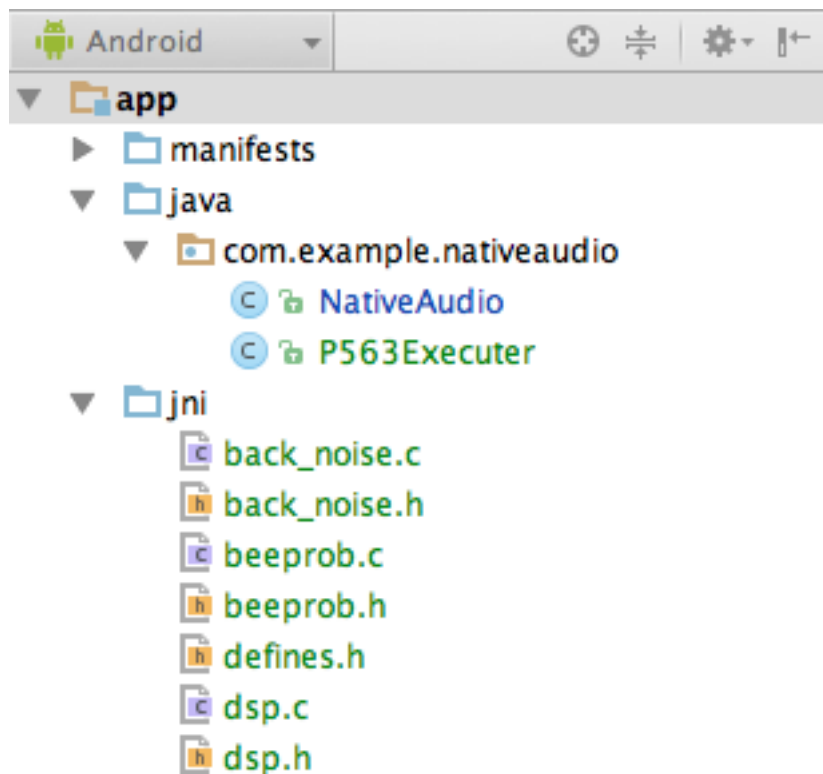 Android
app
manifests
java
com.example.nativeaudio
C NativeAudio
C P563Executer
jni
c back_noise.c
h back_noise.h
c beeprob.c
h beeprob.h
h defines.h
c dsp.c
h dsp.h